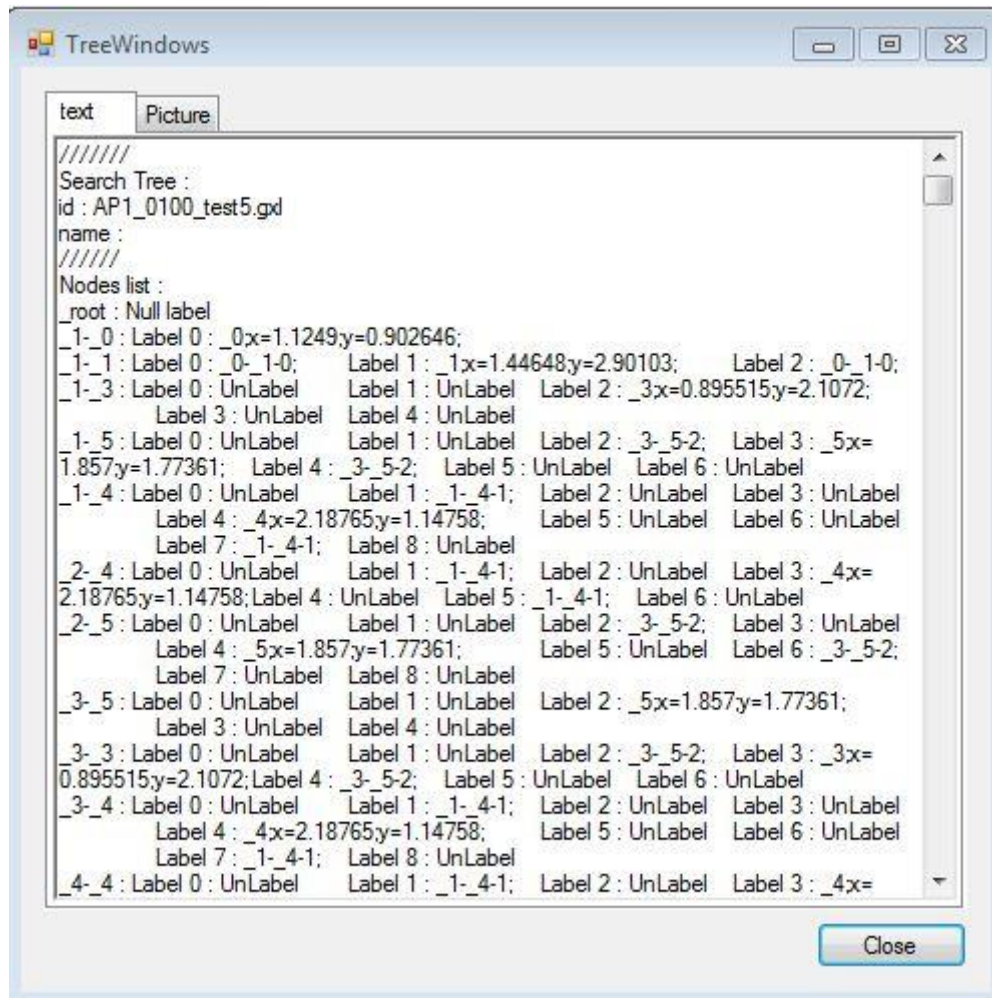 TreeWindows
text Picture
///////
Search Tree :
id : AP1_0100_test5.gxl
name :
//////
Nodes list :
_root : Null label
_1-_0 : Label 0 : _0;x=1.1249;y=0.902646;
_1-_1 : Label 0 : _0-_1-0; Label 1 : _1;x=1.44648;y=2.90103; Label 2 : _0-_1-0;
_1-_3 : Label 0 : UnLabel Label 1 : UnLabel Label 2 : _3;x=0.895515;y=2.1072;
Label 3 : UnLabel Label 4 : UnLabel
_1-_5 : Label 0 : UnLabel Label 1 : UnLabel Label 2 : _3-_5-2; Label 3 : _5;x=
1.857;y=1.77361; Label 4 : _3-_5-2; Label 5 : UnLabel Label 6 : UnLabel
_1-_4 : Label 0 : UnLabel Label 1 : _1-_4-1; Label 2 : UnLabel Label 3 : UnLabel
Label 4 : _4;x=2.18765;y=1.14758; Label 5 : UnLabel Label 6 : UnLabel
Label 7 : _1-_4-1; Label 8 : UnLabel
_2-_4 : Label 0 : UnLabel Label 1 : _1-_4-1; Label 2 : UnLabel Label 3 : _4;x=
2.18765;y=1.14758; Label 4 : UnLabel Label 5 : _1-_4-1; Label 6 : UnLabel
_2-_5 : Label 0 : UnLabel Label 1 : UnLabel Label 2 : _3-_5-2; Label 3 : UnLabel
Label 4 : _5;x=1.857;y=1.77361; Label 5 : UnLabel Label 6 : _3-_5-2;
Label 7 : UnLabel Label 8 : UnLabel
_3-_5 : Label 0 : UnLabel Label 1 : UnLabel Label 2 : _5;x=1.857;y=1.77361;
Label 3 : UnLabel Label 4 : UnLabel
_3-_3 : Label 0 : UnLabel Label 1 : UnLabel Label 2 : _3-_5-2; Label 3 : _3;x=
0.895515;y=2.1072; Label 4 : _3-_5-2; Label 5 : UnLabel Label 6 : UnLabel
_3-_4 : Label 0 : UnLabel Label 1 : _1-_4-1; Label 2 : UnLabel Label 3 : UnLabel
Label 4 : _4;x=2.18765;y=1.14758; Label 5 : UnLabel Label 6 : UnLabel
Label 7 : _1-_4-1; Label 8 : UnLabel
_4-_4 : Label 0 : UnLabel Label 1 : _1-_4-1; Label 2 : UnLabel Label 3 : _4;x=
Close